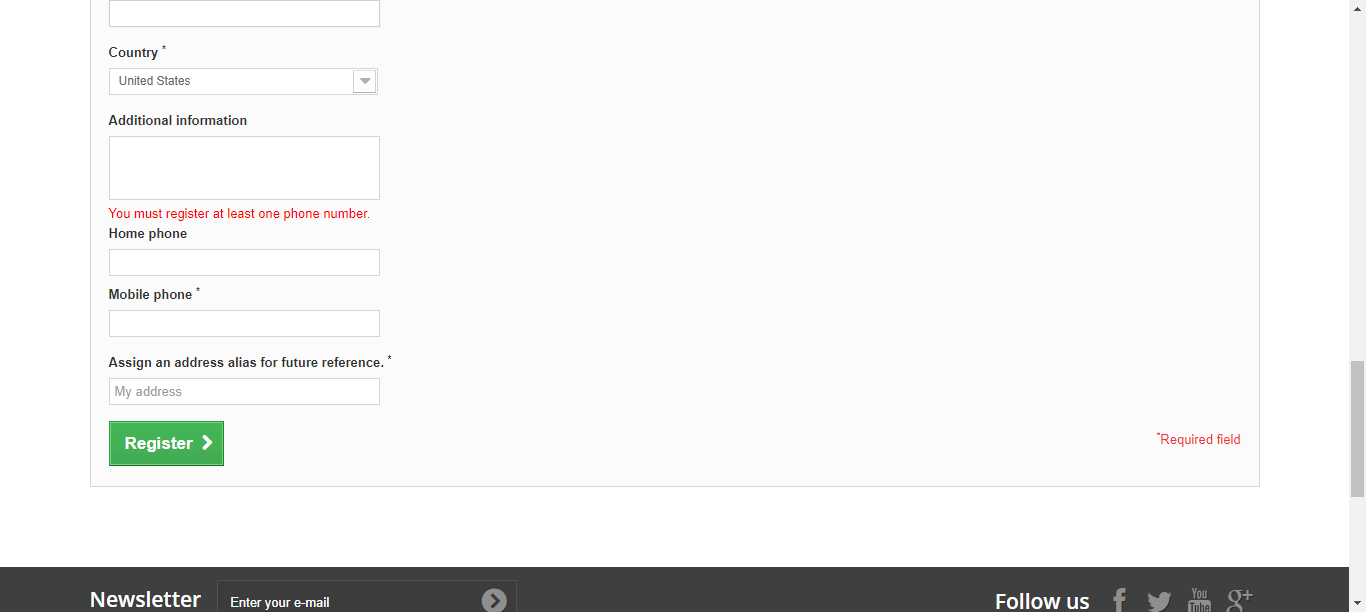 Country *
United States
Additional information
You must register at least one phone number.
Home phone
Mobile phone *
Assign an address alias for future reference. *
My address
Register
*Required field
Newsletter
Enter your e-mail
Follow us
f
You
Tube
g+